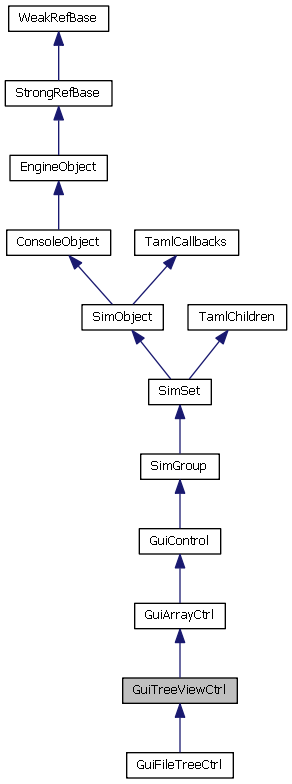 WeakRefBase
StrongRefBase
EngineObject
ConsoleObject
TamlCallbacks
SimObject
TamlChildren
SimSet
SimGroup
GuiControl
GuiArrayCtrl
GuiTreeViewCtrl
GuiFileTreeCtrl